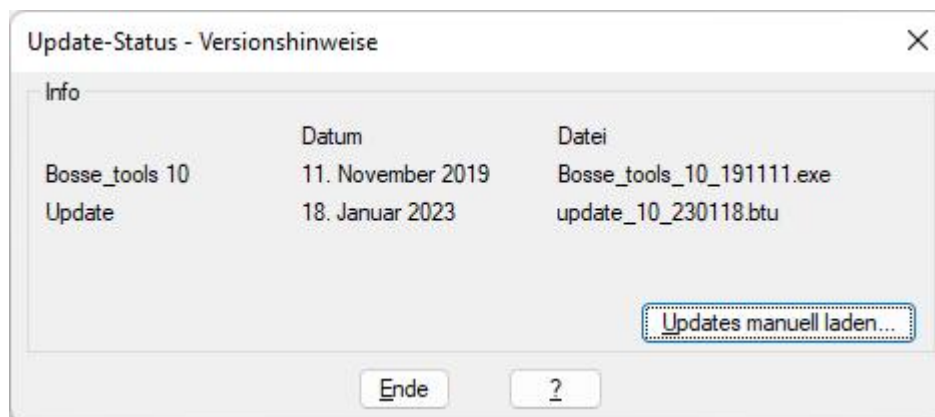 Update-Status - Versionshinweise
Info
Datum Datei
Bosse_tools 10 11. November 2019 Bosse_tools_10_191111.exe
Update 18. Januar 2023 update_10_230118.btu
Updates manuell laden...
Ende ?